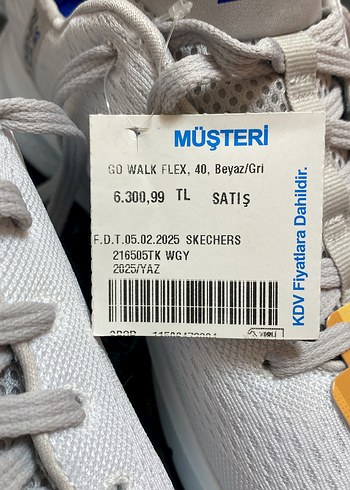 MÜŞTERİ
GO WALK FLEX, 40, Beyaz/Gri
6.300,99 TL SATIŞ
F.D.T.05.02.2025 SKECHERS
216505TK WGY
2025/YAZ
KDV Fiyatlara Dahildir.